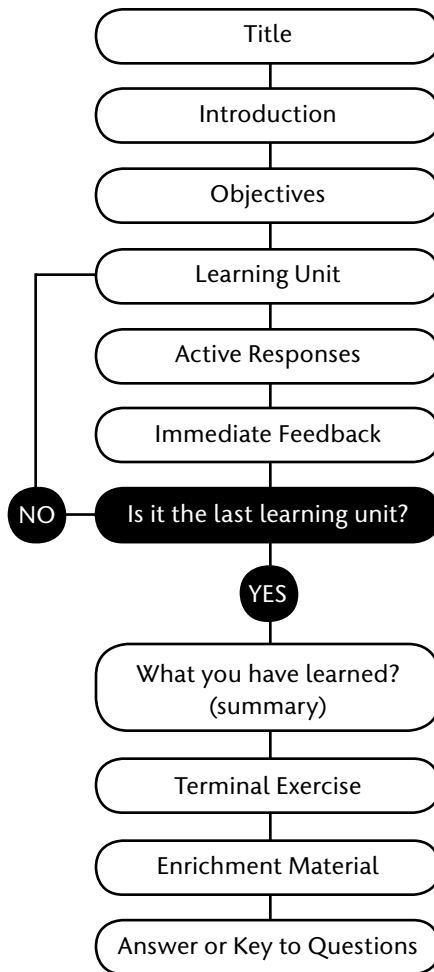 Title
Introduction
Objectives
Learning Unit
Active Responses
Immediate Feedback
NO
Is it the last learning unit?
YES
What you have learned?
(summary)
Terminal Exercise
Enrichment Material
Answer or Key to Questions